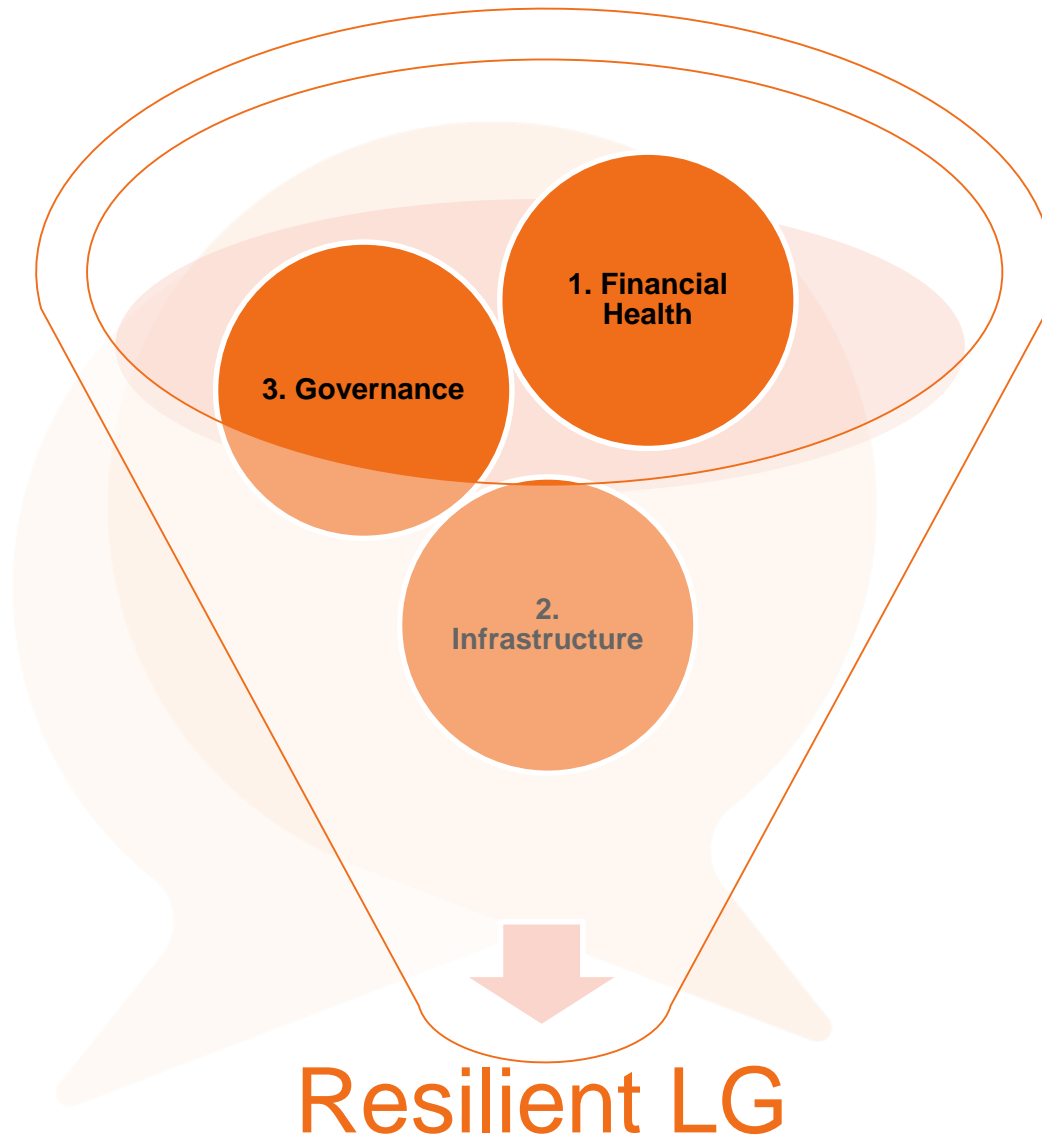 1. Financial
Health
3. Governance
2.
Infrastructure
Resilient LG